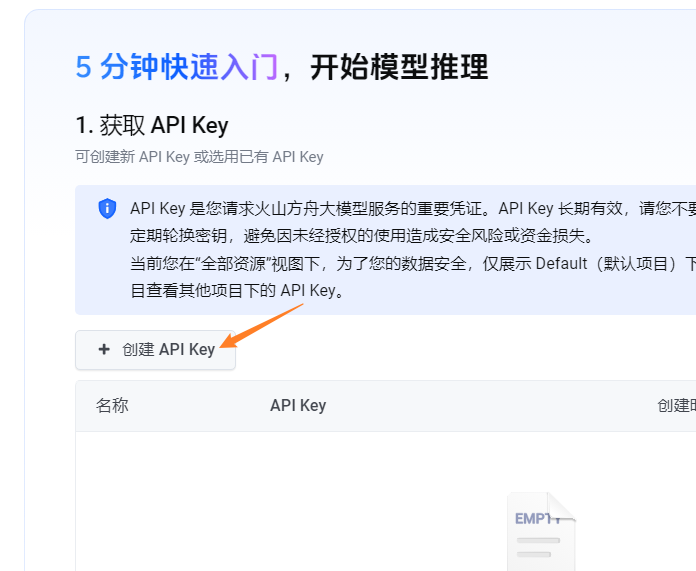 5 分钟快速入门，开始模型推理
1. 获取 API Key
可创建新 API Key 或选用已有 API Key
API Key 是您请求火山方舟大模型服务的重要凭证。API Key 长期有效，请您不要
定期轮换密钥，避免因未经授权的使用造成安全风险或资金损失。
当前您在“全部资源”视图下，为了您的数据安全，仅展示 Default（默认项目）下
目查看其他项目下的 API Key。
+ 创建 API Key
名称 API Key 创建
EMPTY